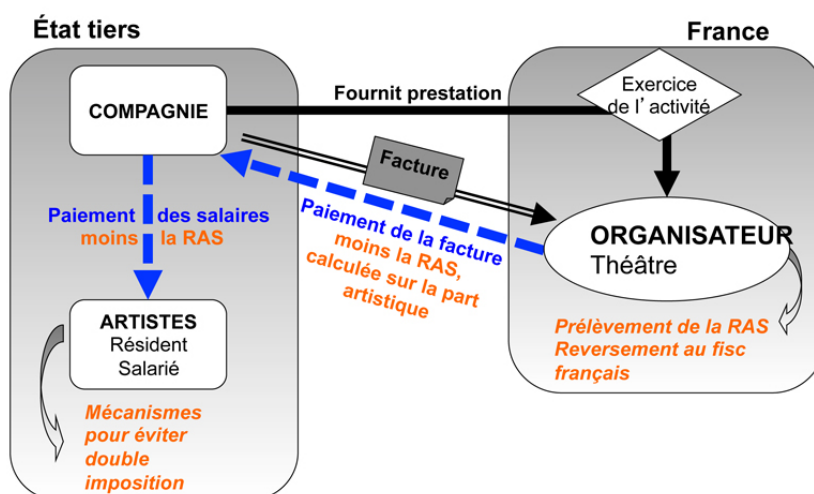 État tiers
France
COMPAGNIE
Fournit prestation
Exercice
de l’activité
Facture
Paiement des salaires
moins la RAS
Paiement de la facture
moins la RAS,
calculée sur la part
artistique
ORGANISATEUR
Théâtre
ARTISTES
Résident
Salarié
Prélèvement de la RAS
Reversement au fisc
français
Mécanismes
pour éviter
double
imposition